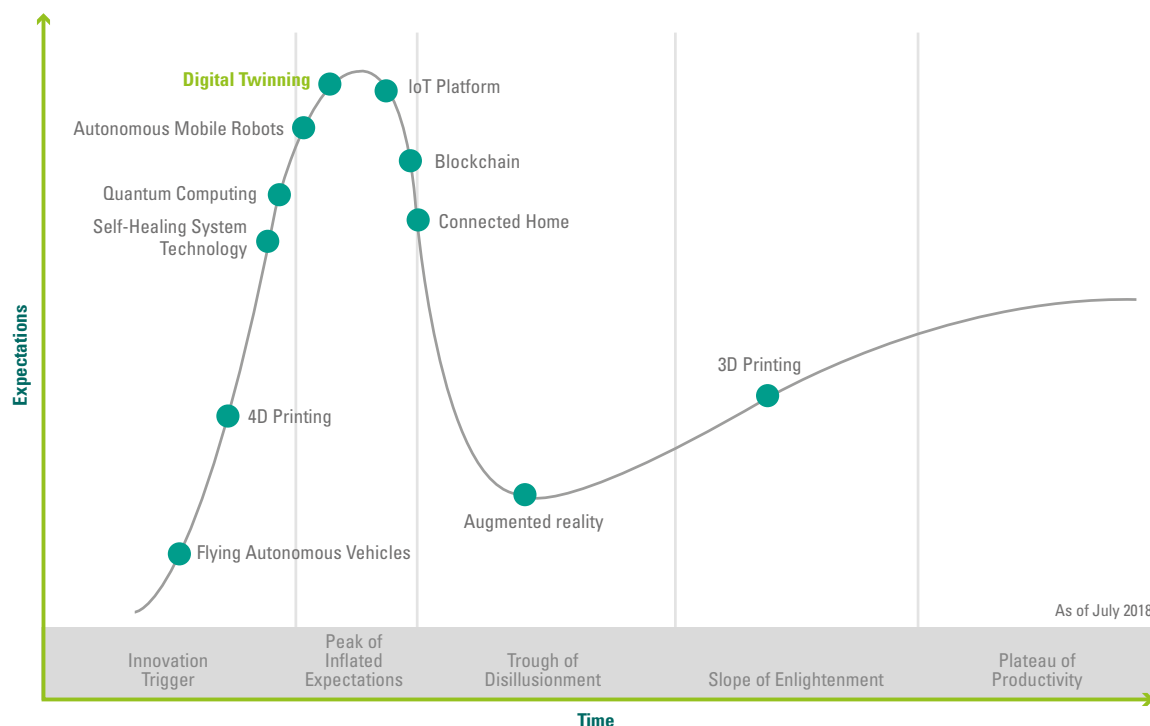 Digital Twinning
IoT Platform
Autonomous Mobile Robots
Blockchain
Quantum Computing
Self-Healing System
Technology
Connected Home
Expectations
3D Printing
4D Printing
Augmented reality
Flying Autonomous Vehicles
As of July 2018
Innovation
Trigger
Peak of
Inflated
Expectations
Trough of
Disillusionment
Slope of Enlightenment
Plateau of
Productivity
Time